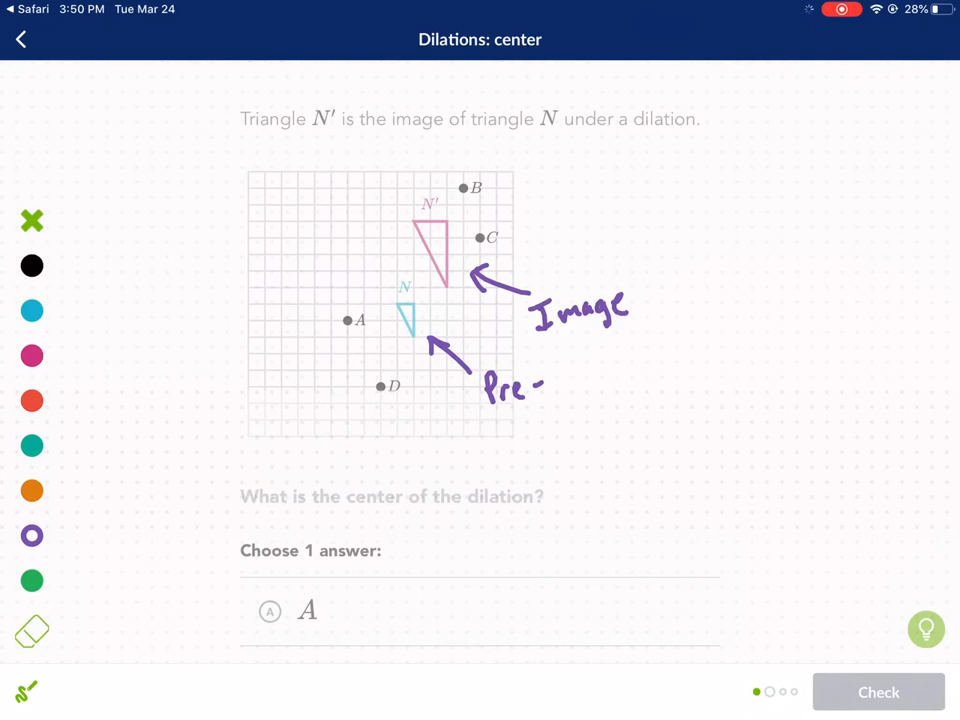 Safari 3:50 PM Tue Mar 24 28%
Dilations: center
Triangle N' is the image of triangle N under a dilation.
B
N'
C
N
Image
A
D
Pre -
What is the center of the dilation?
Choose 1 answer:
A A
Check